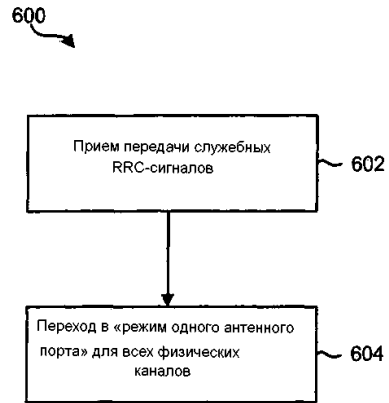 600
Прием передачи служебных
RRC-сигналов
602
Переход в «режим одного антенного
порта» для всех физических
каналов
604